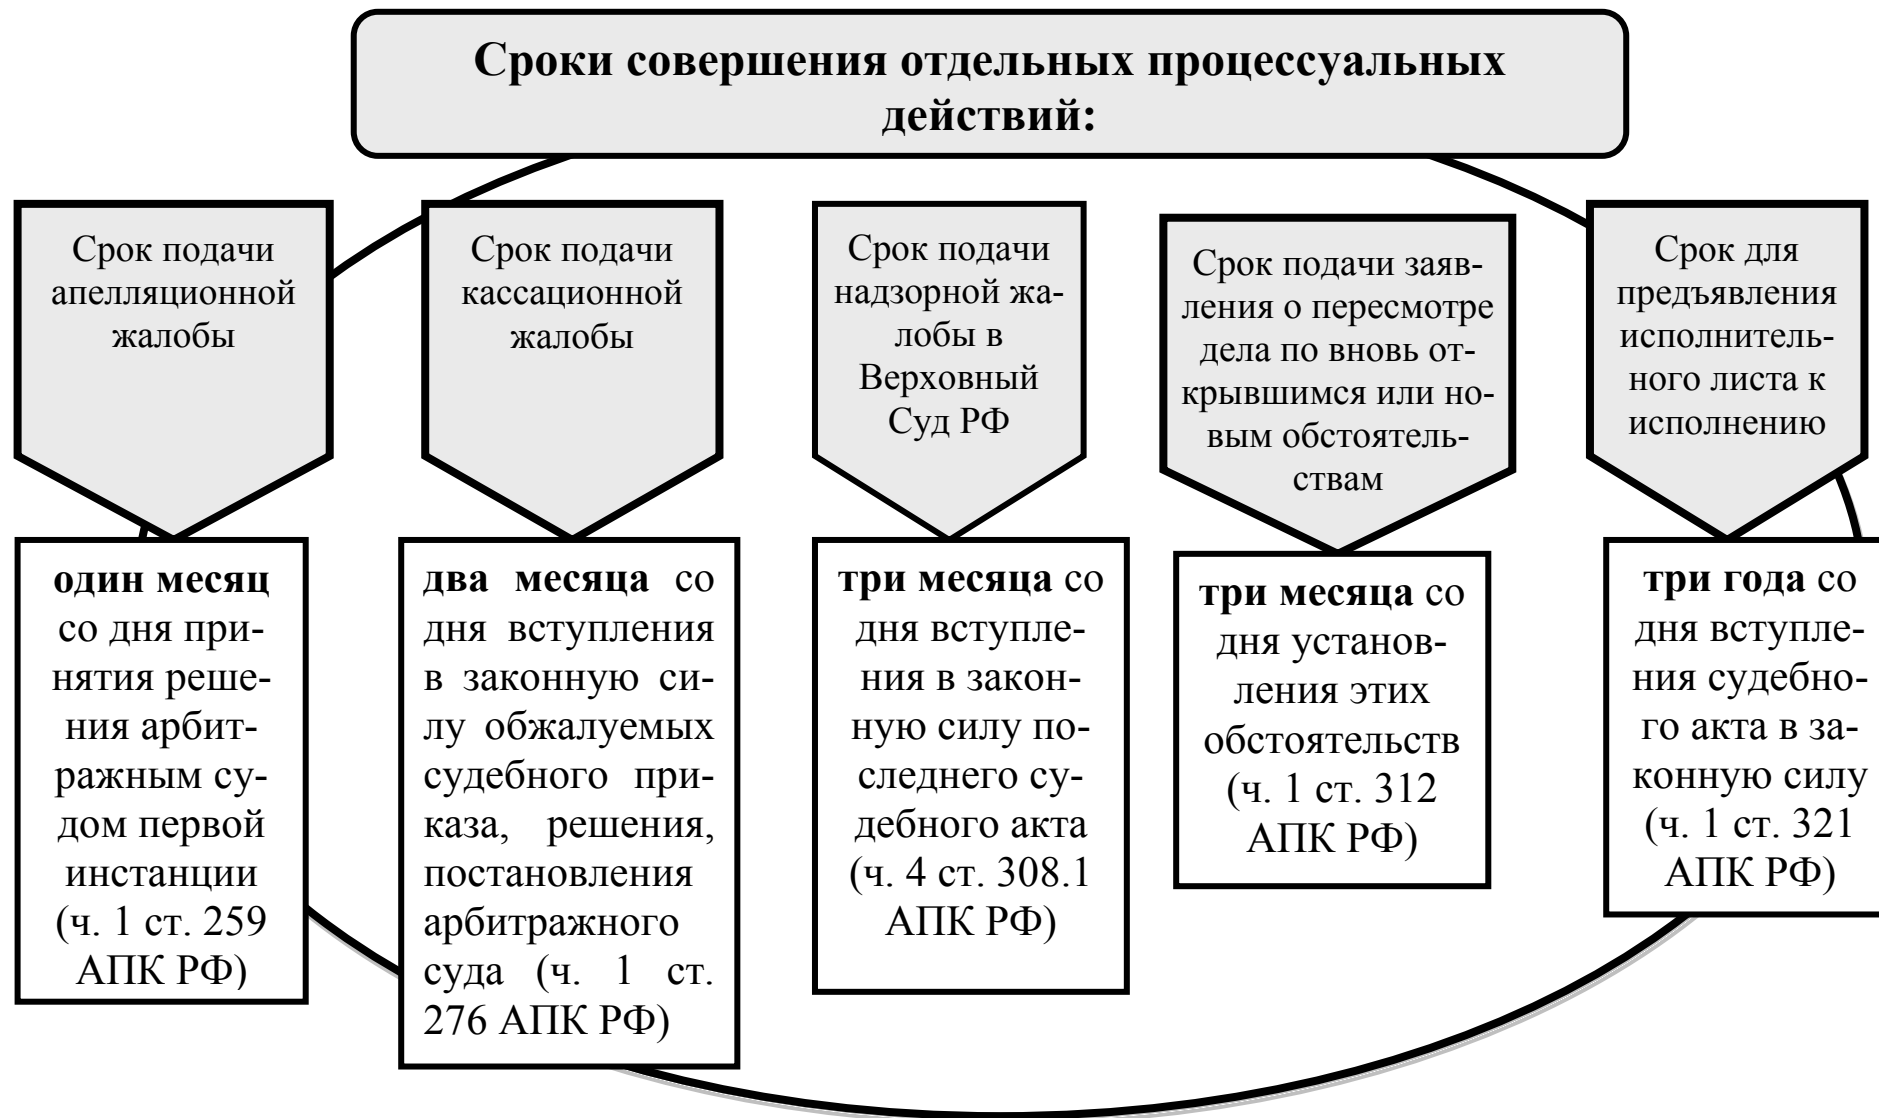 Сроки совершения отдельных процессуальных
действий:
Срок подачи
апелляционной
жалобы
Срок подачи
кассационной
жалобы
Срок подачи
надзорной жа-
лобы в
Верховный
Суд РФ
Срок подачи заяв-
ления о пересмотре
дела по вновь от-
крывшимся или но-
вым обстоятель-
ствам
Срок для
предъявления
исполнитель-
ного листа к
исполнению
один месяц
со дня при-
нятия реше-
ния арбит-
ражным су-
дом первой
инстанции
(ч. 1 ст. 259
АПК РФ)
два месяца со
дня вступления
в законную си-
лу обжалуемых
судебного при-
каза, решения,
постановления
арбитражного
суда (ч. 1 ст.
276 АПК РФ)
три месяца со
дня вступле-
ния в закон-
ную силу по-
следнего су-
дебного акта
(ч. 4 ст. 308.1
АПК РФ)
три месяца со
дня установ-
ления этих
обстоятельств
(ч. 1 ст. 312
АПК РФ)
три года со
дня вступле-
ния судебно-
го акта в за-
конную силу
(ч. 1 ст. 321
АПК РФ)